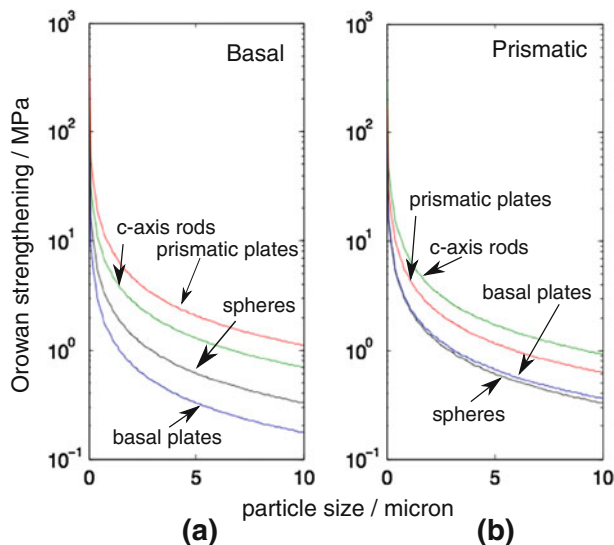 Orowan strengthening / MPa
10³
10²
10¹
10⁰
10⁻¹
Basal
c-axis rods
prismatic plates
spheres
basal plates
0
5
10
10³
10²
10¹
10⁰
10⁻¹
Prismatic
prismatic plates
c-axis rods
basal plates
spheres
0
5
10
particle size / micron
(a)
(b)